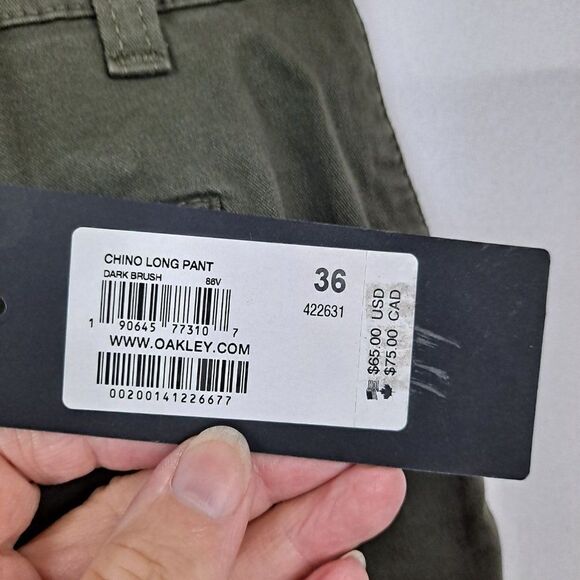 CHINO LONG PANT
DARK BRUSH 86V
36
422631
1 90645 77310 7
WWW.OAKLEY.COM
00200141226677
$65.00 USD
$75.00 CAD